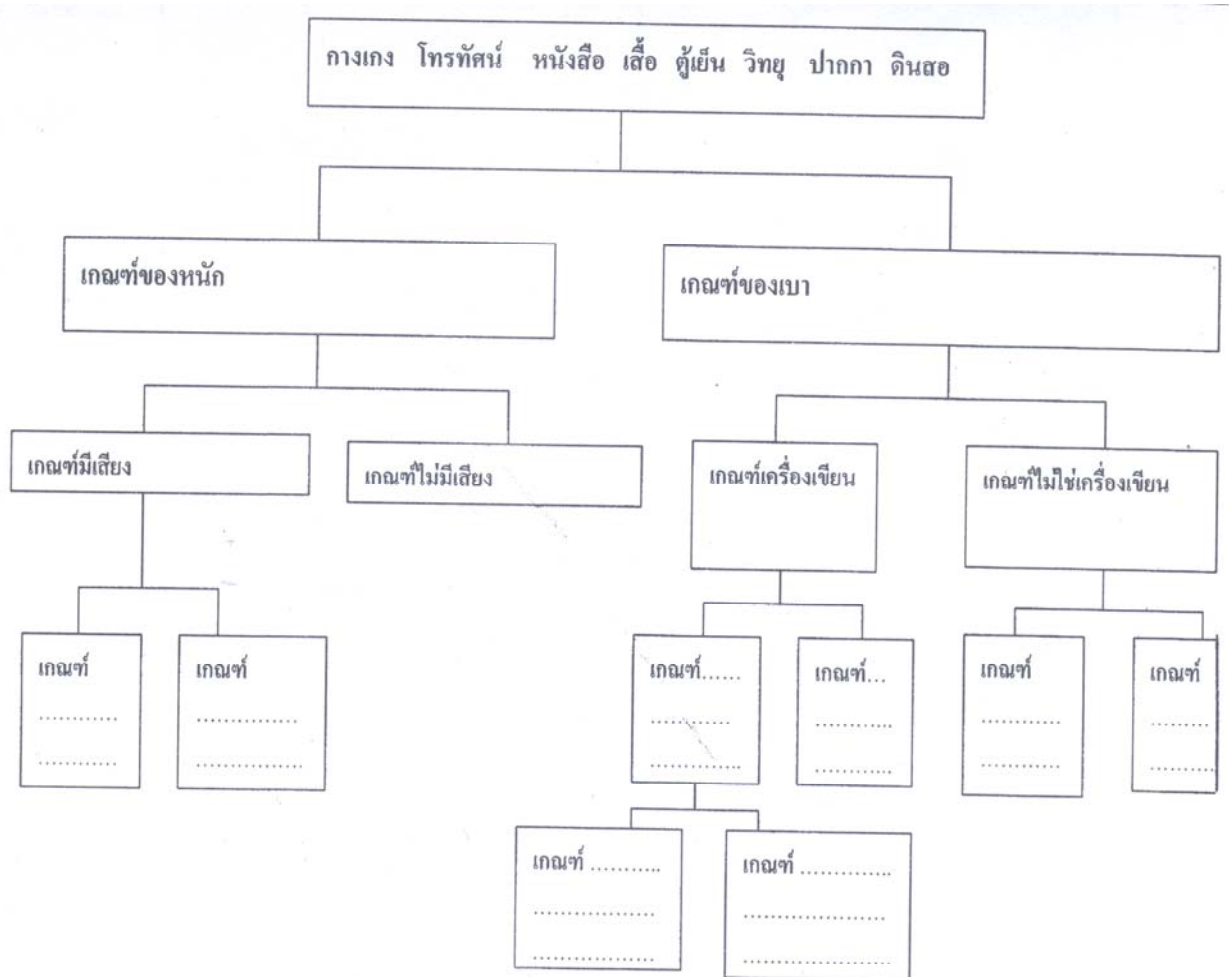 กางเกง โทรทัศน์ หนังสือ เสื้อ ตู้เย็น วิทยุ ปากกา ดินสอ
เกณฑ์ของหนัก
เกณฑ์ของเบา
เกณฑ์มีเสียง
เกณฑ์ไม่มีเสียง
เกณฑ์เครื่องเขียน
เกณฑ์ไม่ใช่เครื่องเขียน
เกณฑ์
............
............
เกณฑ์
...............
................
เกณฑ์......
............
..............
เกณฑ์...
...........
...........
เกณฑ์
............
............
เกณฑ์
.........
..........
เกณฑ์ ...........
..................
..................
เกณฑ์ ..............
.....................
.....................